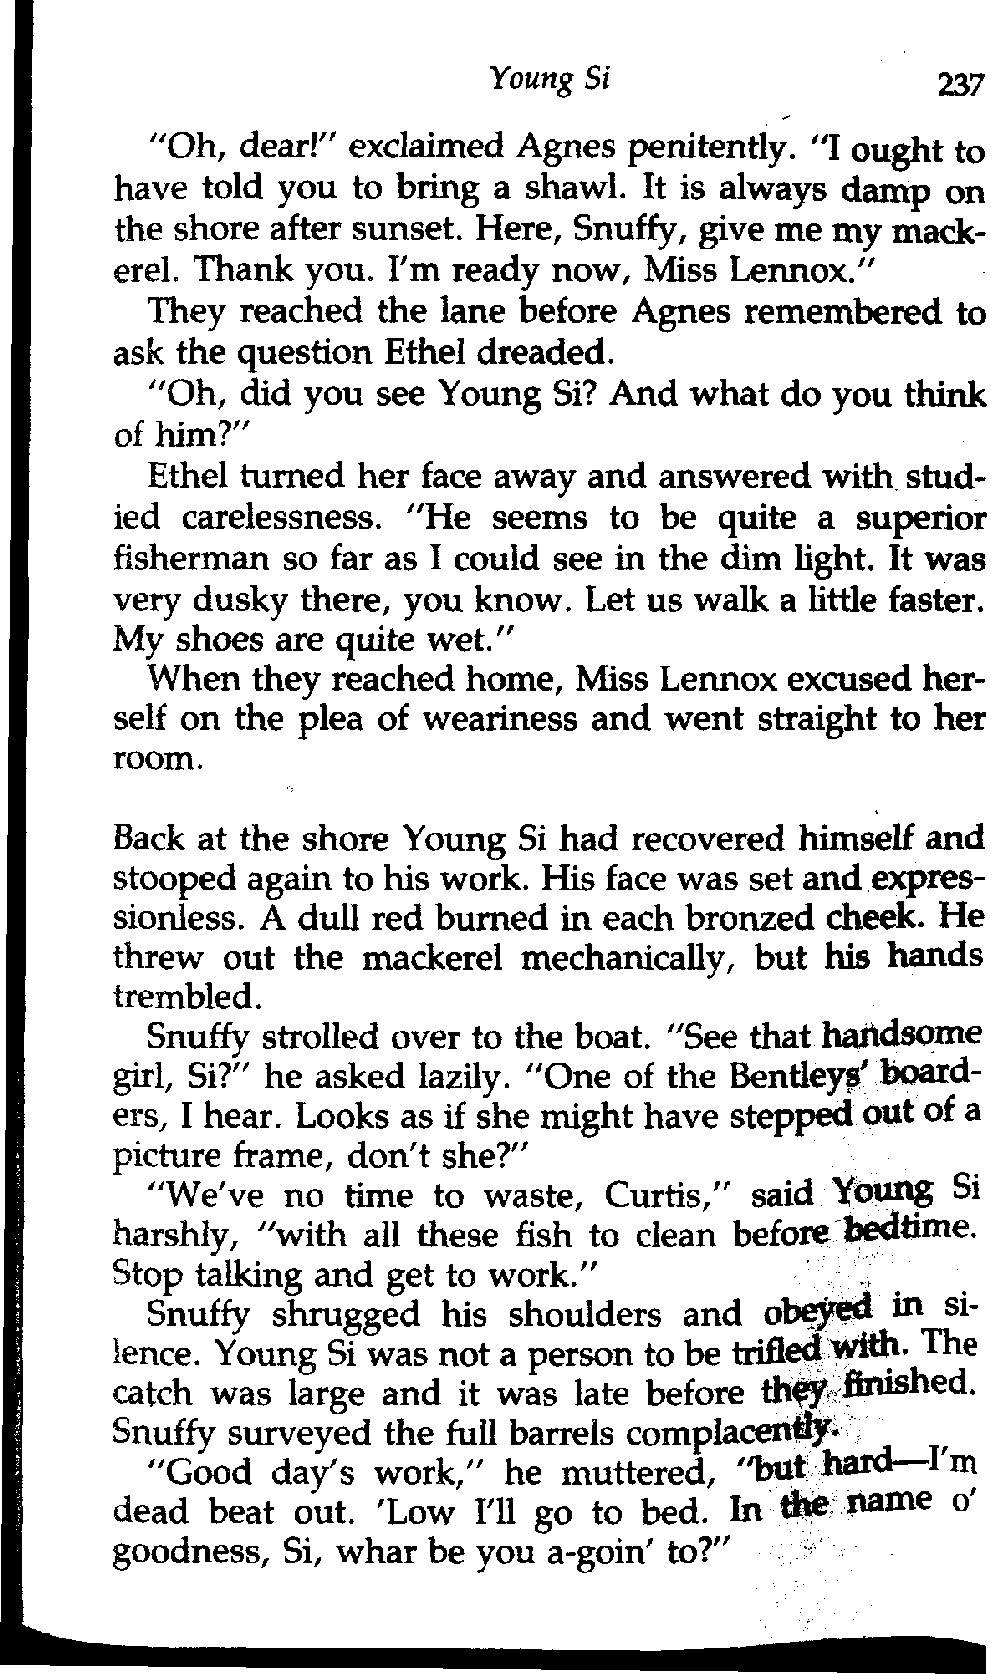 Young Si 237
"Oh, dear!" exclaimed Agnes penitently. "I ought to
have told you to bring a shawl. It is always damp on
the shore after sunset. Here, Snuffy, give me my mack-
erel. Thank you. I'm ready now, Miss Lennox."
They reached the lane before Agnes remembered to
ask the question Ethel dreaded.
"Oh, did you see Young Si? And what do you think
of him?"
Ethel turned her face away and answered with stud-
ied carelessness. "He seems to be quite a superior
fisherman so far as I could see in the dim light. It was
very dusky there, you know. Let us walk a little faster.
My shoes are quite wet."
When they reached home, Miss Lennox excused her-
self on the plea of weariness and went straight to her
room.
Back at the shore Young Si had recovered himself and
stooped again to his work. His face was set and expres-
sionless. A dull red burned in each bronzed cheek. He
threw out the mackerel mechanically, but his hands
trembled.
Snuffy strolled over to the boat. "See that handsome
girl, Si?" he asked lazily. "One of the Bentleys' board-
ers, I hear. Looks as if she might have stepped out of a
picture frame, don't she?"
"We've no time to waste, Curtis," said Young Si
harshly, "with all these fish to clean before bedtime.
Stop talking and get to work."
Snuffy shrugged his shoulders and obeyed in si-
lence. Young Si was not a person to be trifled with. The
catch was large and it was late before they finished.
Snuffy surveyed the full barrels complacently.
"Good day's work," he muttered, "but hard—I'm
dead beat out. 'Low I'll go to bed. In the name o'
goodness, Si, whar be you a-goin' to?"